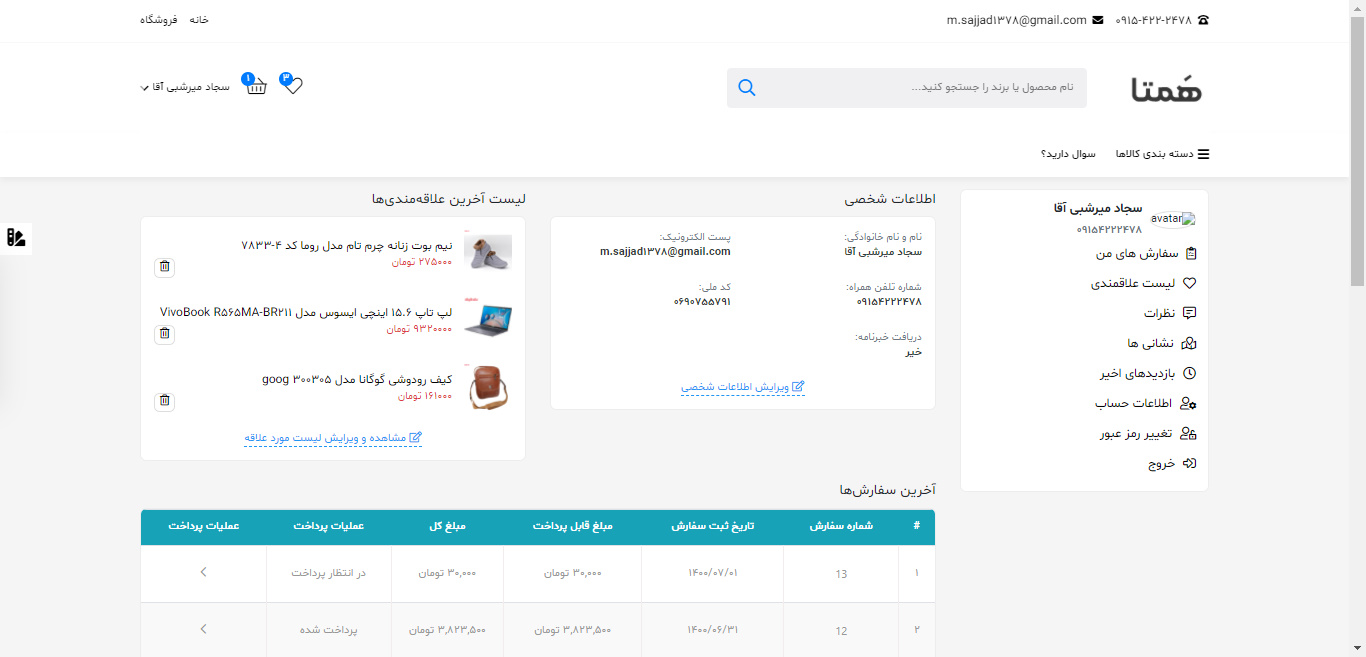 ۰۹۱۵-۴۲۲-۲۴۷۸ m.sajjad۱۳۷۸@gmail.com
خانه فروشگاه
هَمتا
نام محصول یا برند را جستجو کنید...
۳
۱
سجاد میرشبی آقا
دسته بندی کالاها سوال دارید؟
avatar
سجاد میرشبی آقا
۰۹۱۵۴۲۲۲۴۷۸
سفارش های من
لیست علاقمندی
نظرات
نشانی ها
بازدیدهای اخیر
اطلاعات حساب
تغییر رمز عبور
خروج
اطلاعات شخصی
نام و نام خانوادگی:
سجاد میرشبی آقا
پست الکترونیک:
m.sajjad۱۳۷۸@gmail.com
شماره تلفن همراه:
۰۹۱۵۴۲۲۲۴۷۸
کد ملی:
۰۶۹۰۷۵۵۷۹۱
دریافت خبرنامه:
خیر
ویرایش اطلاعات شخصی
لیست آخرین علاقه‌مندی‌ها
نیم بوت زنانه چرم تام مدل روما کد ۴-۷۸۳۳
۲۷۵۰۰۰ تومان
لپ تاپ ۱۵.۶ اینچی ایسوس مدل VivoBook R۵۶۵MA-BR۲۱۱
۹۳۲۰۰۰۰ تومان
کیف رودوشی گوگانا مدل goog ۳۰۰۳۰۵
۱۶۱۰۰۰ تومان
مشاهده و ویرایش لیست مورد علاقه
آخرین سفارش‌ها
# شماره سفارش تاریخ ثبت سفارش مبلغ قابل پرداخت مبلغ کل عملیات پرداخت عملیات پرداخت
۱ 13 ۱۴۰۰/۰۷/۰۱ ۳۰,۰۰۰ تومان ۳۰,۰۰۰ تومان در انتظار پرداخت
۲ 12 ۱۴۰۰/۰۶/۳۱ ۳,۸۲۳,۵۰۰ تومان ۳,۸۲۳,۵۰۰ تومان پرداخت شده